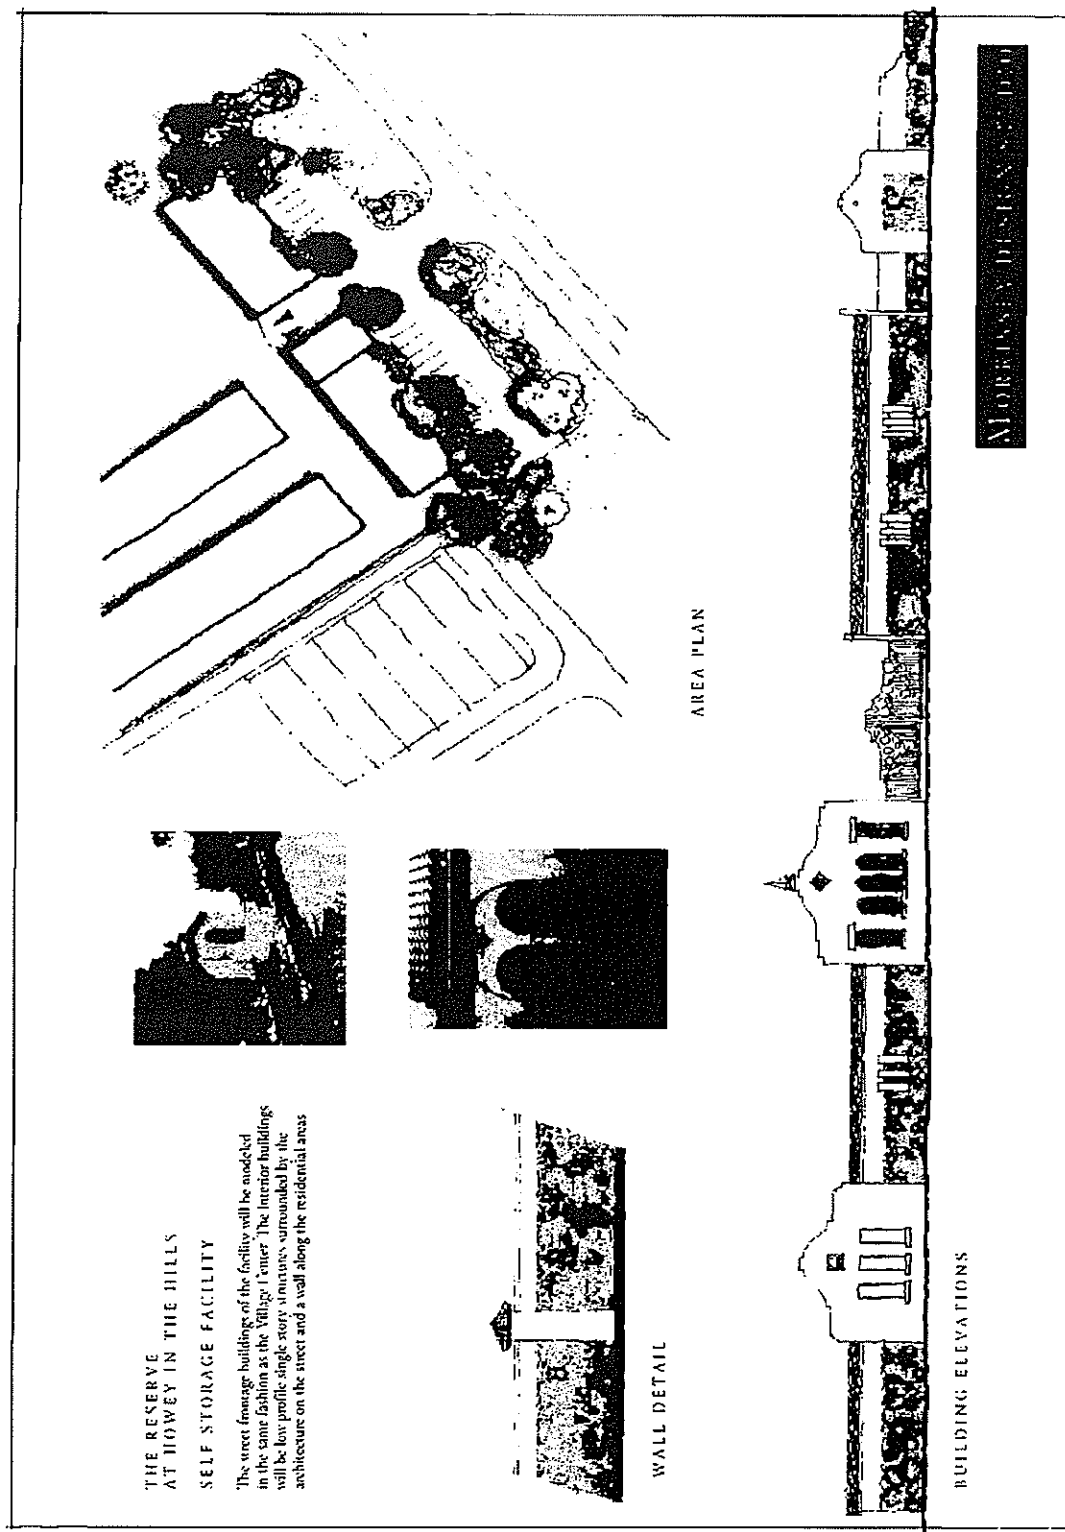 THE RESERVE
AT HOWEY IN THE HILLS
SELF STORAGE FACILITY
The street frontage buildings of the facility will be modeled
in the same fashion as the Village Center The Interior buildings
will be low profile single story structures surrounded by the
architecture on the street and a wall along the residential areas
WALL DETAIL
AREA PLAN
BUILDING ELEVATIONS